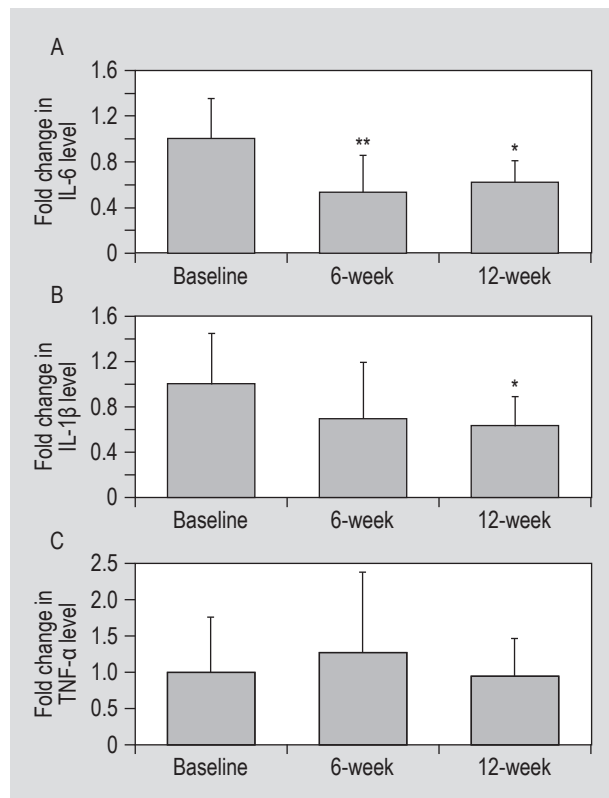 A
Fold change in
IL-6 level
1.6
1.2
0.8
0.4
0
**
*
Baseline 6-week 12-week
B
Fold change in
IL-1β level
1.6
1.2
0.8
0.4
0
*
Baseline 6-week 12-week
C
Fold change in
TNF-α level
2.5
2.0
1.5
1.0
0.5
0
Baseline 6-week 12-week